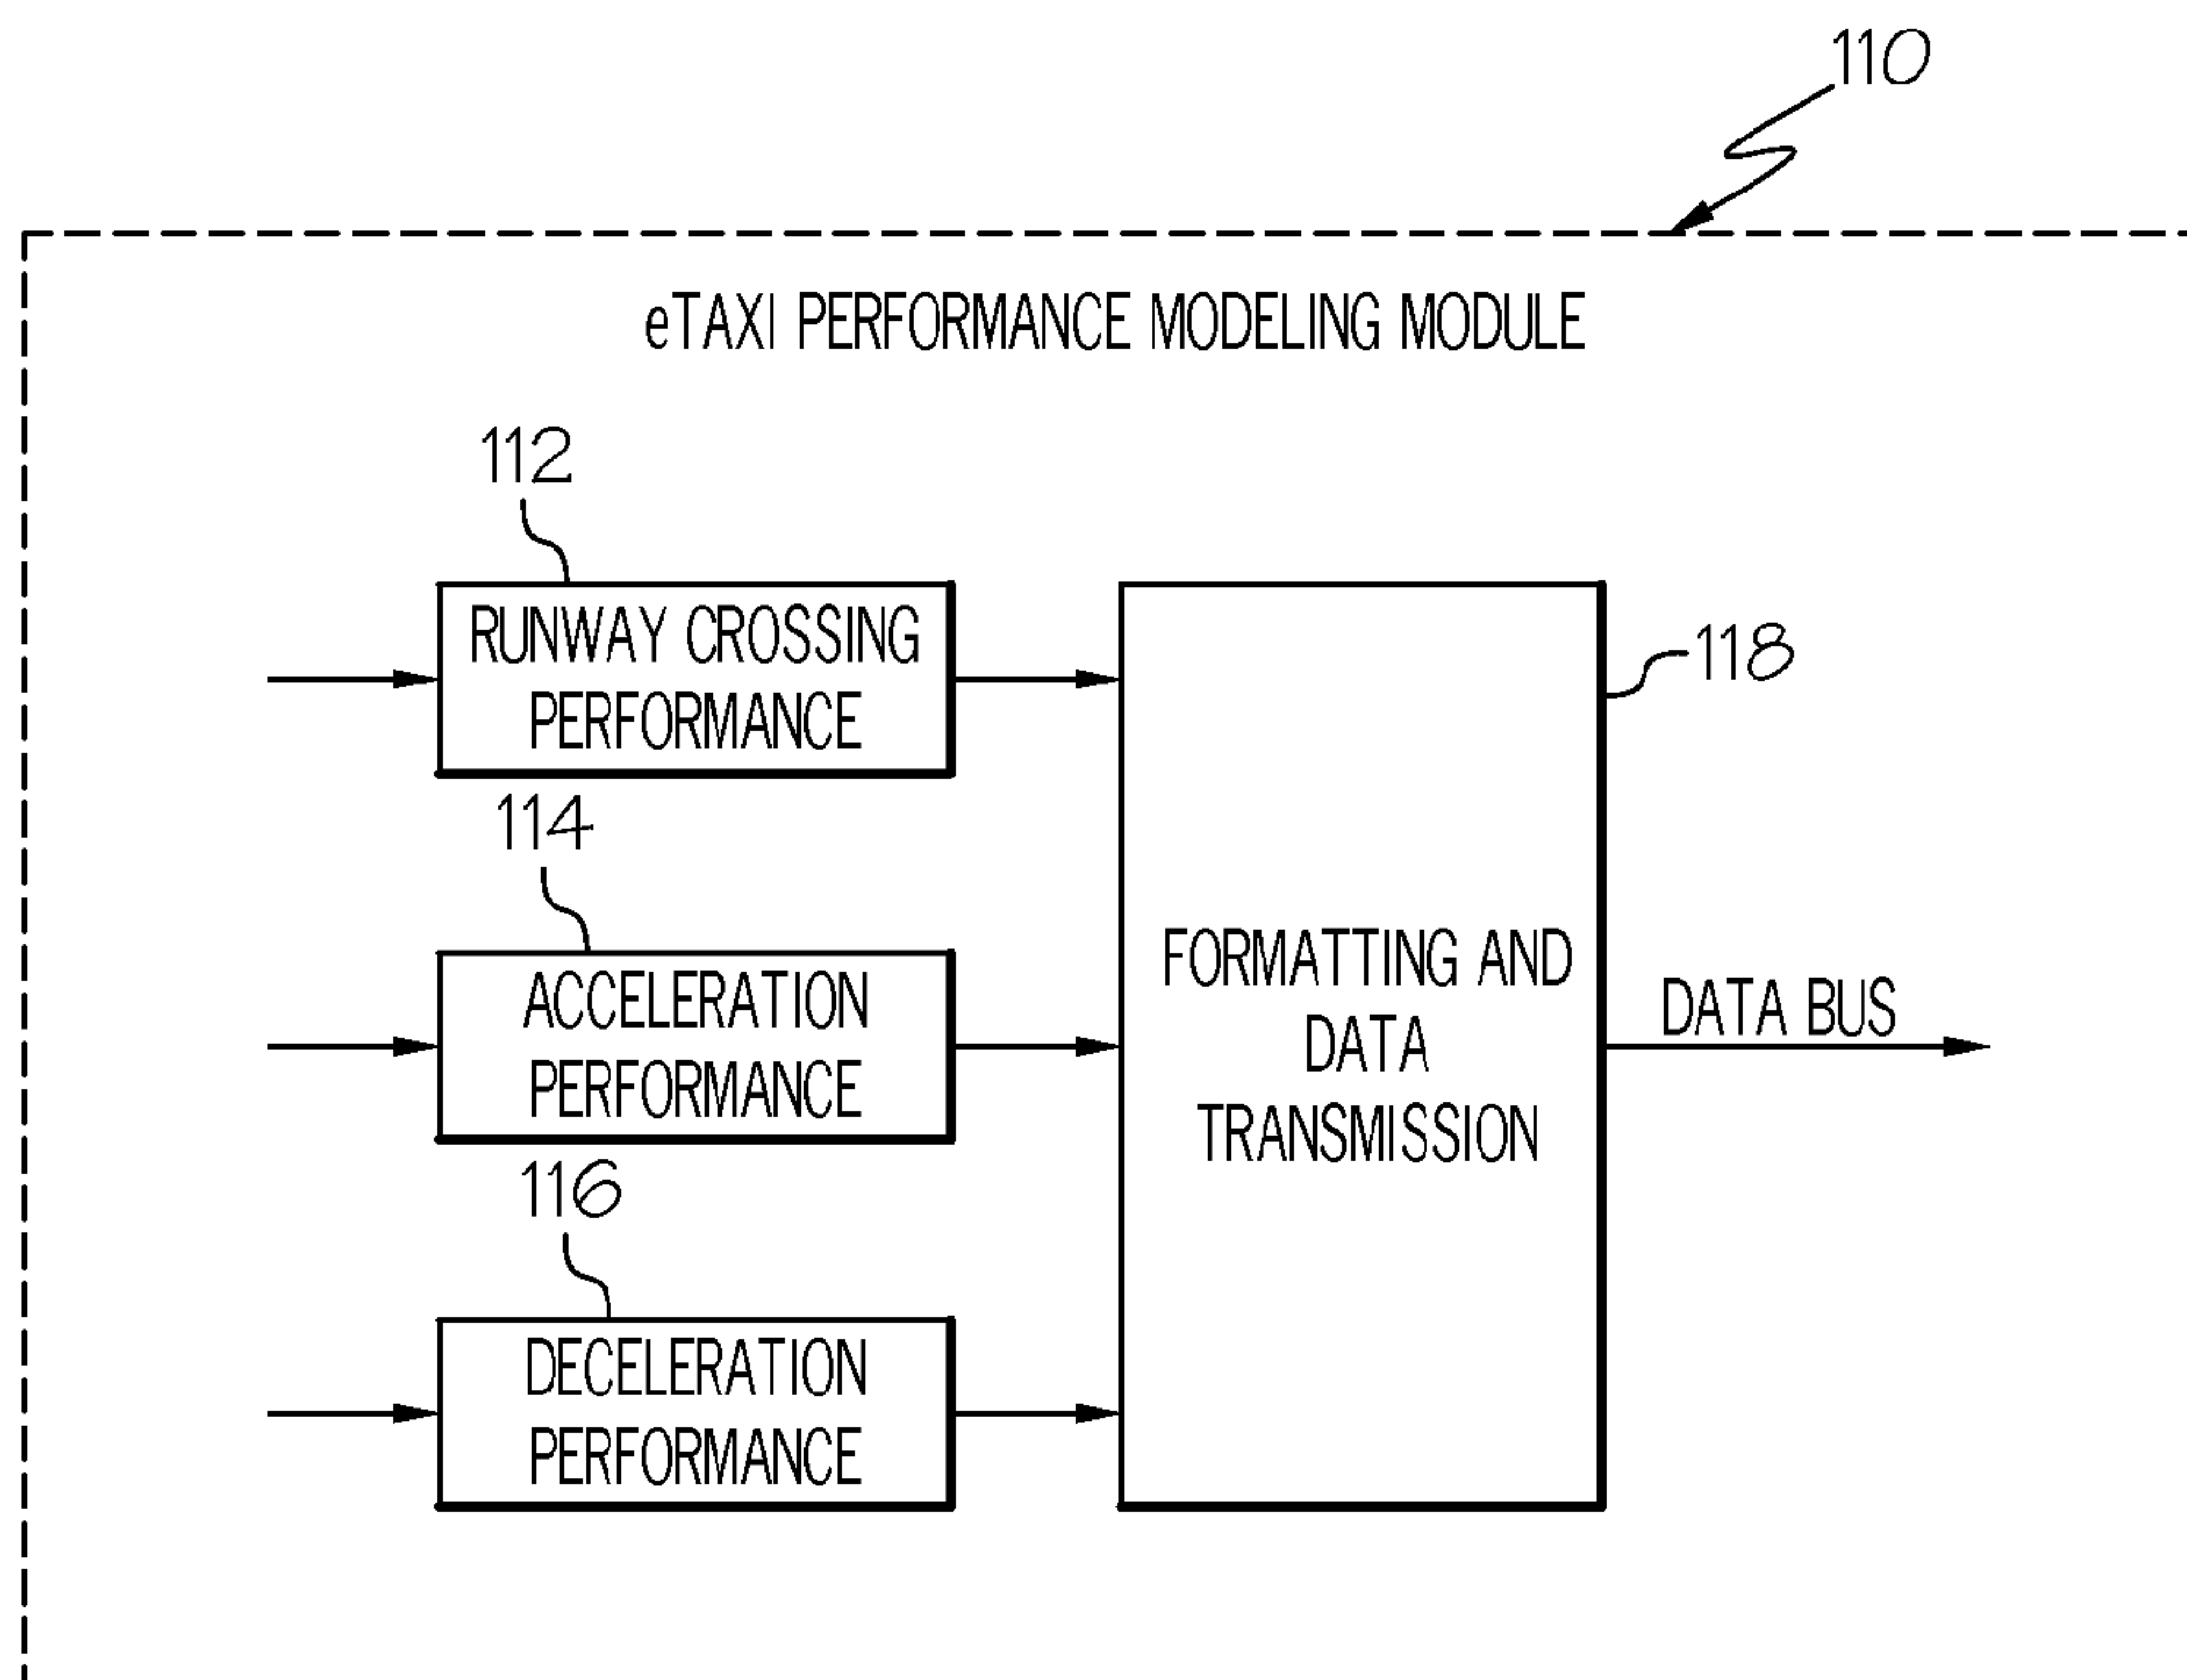 110
eTAXI PERFORMANCE MODELING MODULE
112
RUNWAY CROSSING
PERFORMANCE
118
114
ACCELERATION
PERFORMANCE
FORMATTING AND
DATA
TRANSMISSION
DATA BUS
116
DECELERATION
PERFORMANCE